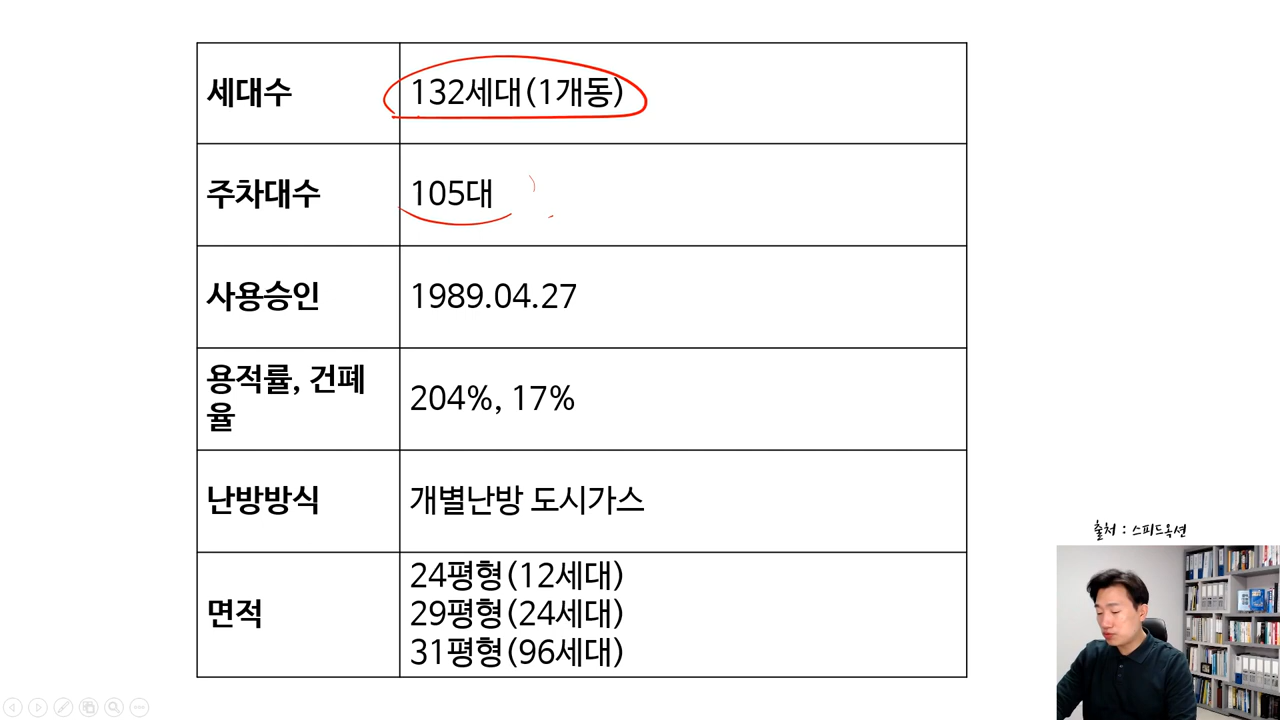 세대수
132세대(1개동)
주차대수
105대
사용승인
1989.04.27
용적률, 건폐
율
204%, 17%
난방방식
개별난방 도시가스
면적
24평형(12세대)
29평형(24세대)
31평형(96세대)
출처 : 스피드옥션